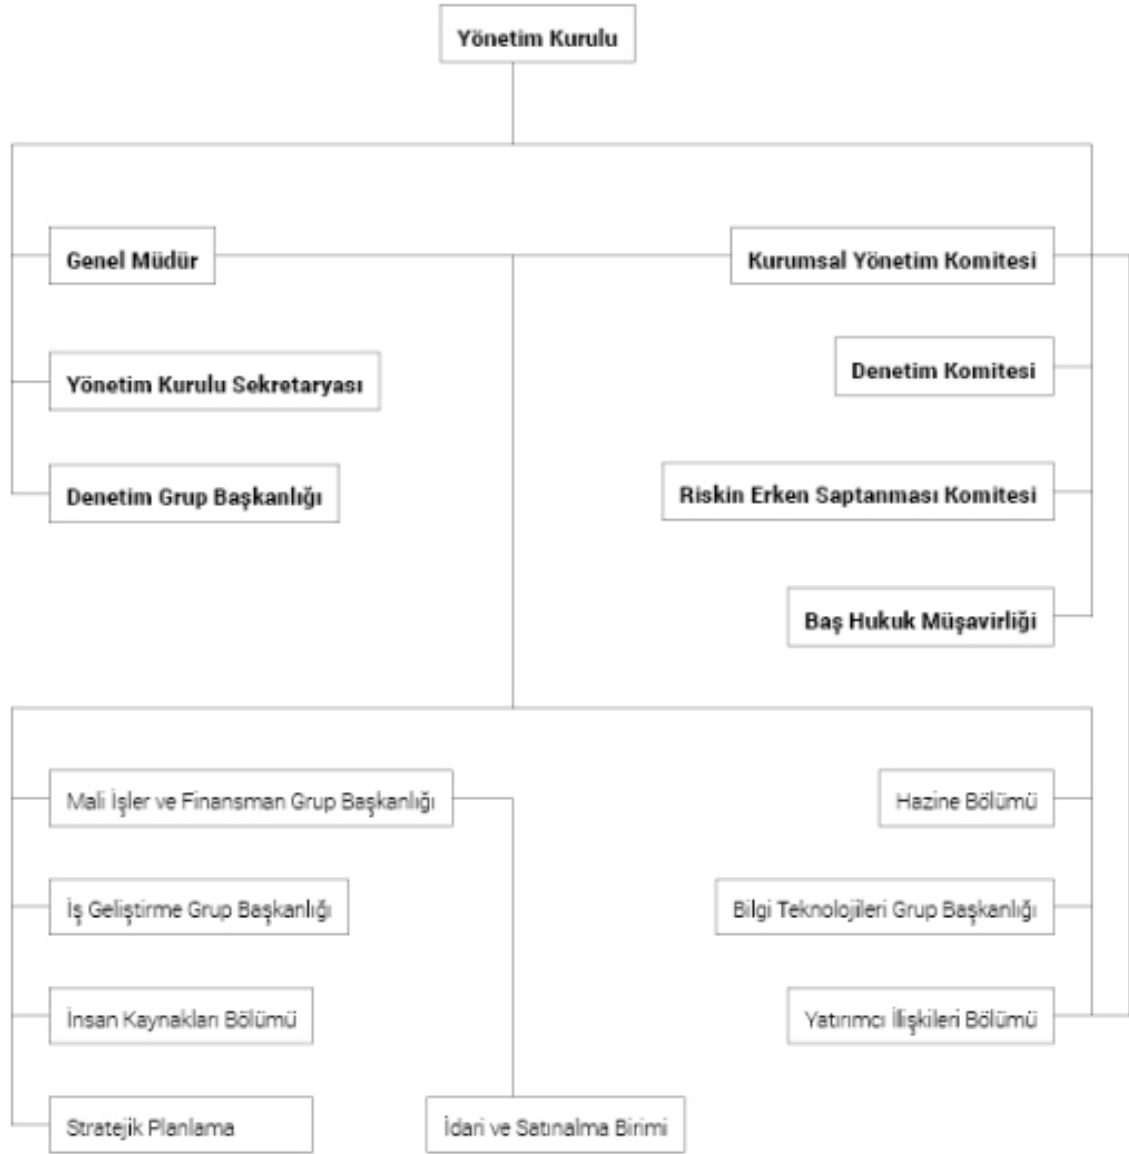 Yönetim Kurulu
Genel Müdür
Kurumsal Yönetim Komitesi
Yönetim Kurulu Sekretaryası
Denetim Komitesi
Denetim Grup Başkanlığı
Riskin Erken Saptanması Komitesi
Baş Hukuk Müşavirliği
Mali İşler ve Finansman Grup Başkanlığı
Hazine Bölümü
İş Geliştirme Grup Başkanlığı
Bilgi Teknolojileri Grup Başkanlığı
İnsan Kaynakları Bölümü
Yatırımcı İlişkileri Bölümü
Stratejik Planlama
İdari ve Satınalma Birimi